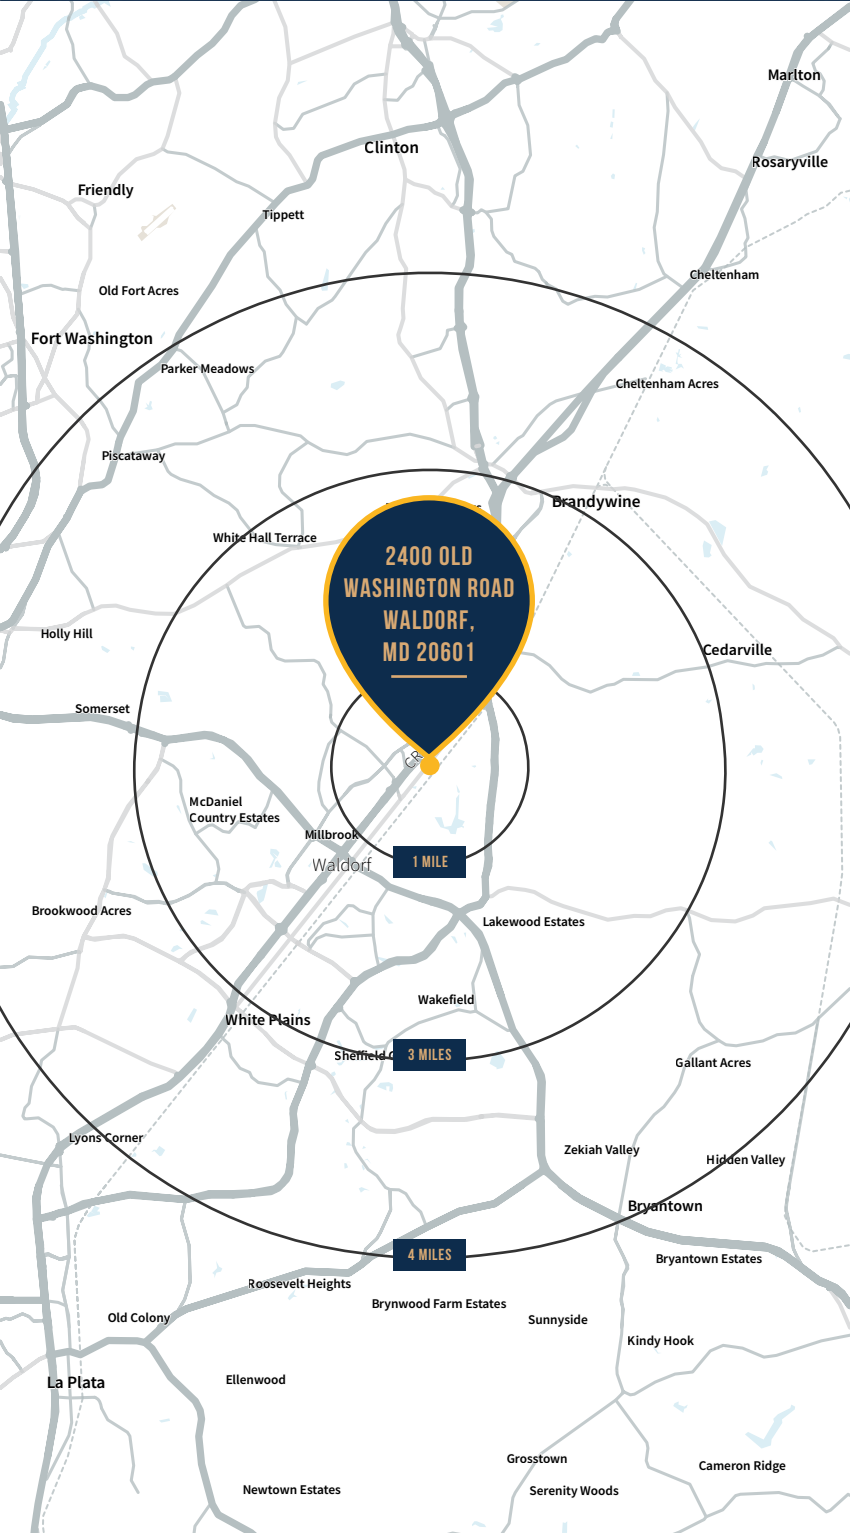 Marlton
Clinton
Rosaryville
Friendly
Tippett
Cheltenham
Old Fort Acres
Fort Washington
Parker Meadows
Cheltenham Acres
Piscataway
Brandywine
White Hall Terrace
2400 OLD
WASHINGTON ROAD
WALDORF,
MD 20601
Holly Hill
Cedarville
Somerset
CR
McDaniel
Country Estates
Millbrook
Waldorf
1 MILE
Brookwood Acres
Lakewood Estates
Wakefield
White Plains
Sheffield
3 MILES
Gallant Acres
Lyons Corner
Zekiah Valley
Hidden Valley
Bryantown
4 MILES
Bryantown Estates
Roosevelt Heights
Brynwood Farm Estates
Old Colony
Sunnyside
Kindy Hook
La Plata
Ellenwood
Grosstown
Cameron Ridge
Newtown Estates
Serenity Woods